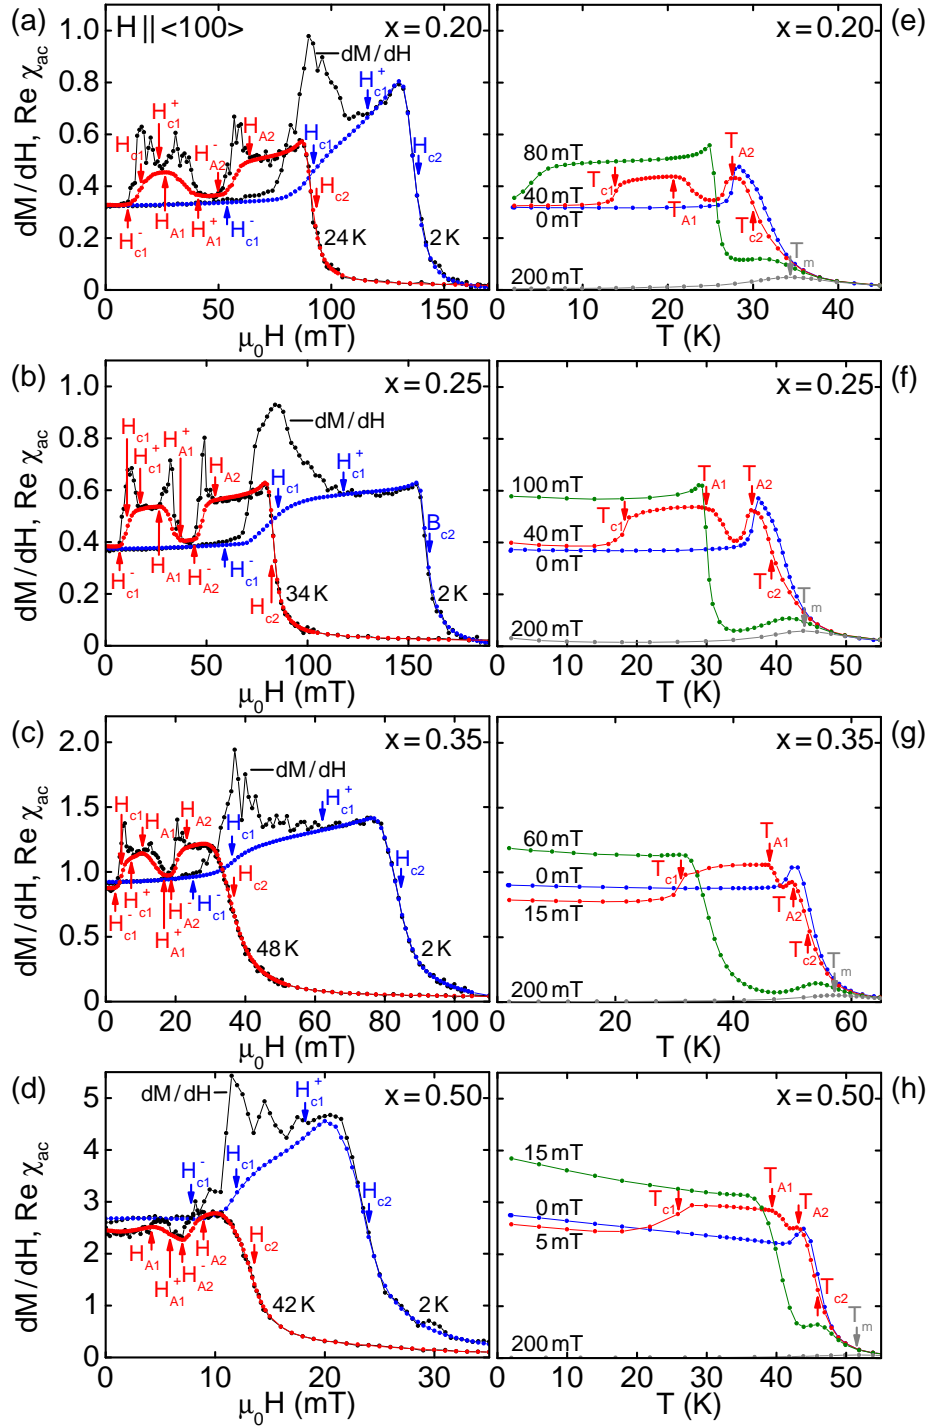 (a) H || <100> x = 0.20
dM/dH
H⁺c1
Hc1
H⁺c1
Hc1
H⁻A2
HA2
Hc2
Hc2
H⁻c1
HA1
H⁺A1
H⁻c1
24 K
2 K
dM/dH, Re χac
1.0
0.8
0.6
0.4
0.2
0
0 50 100 150
μ0H (mT)
x = 0.20 (e)
80 mT
40 mT
0 mT
200 mT
Tc1
TA1
TA2
Tc2
Tm
0 10 20 30 40
T (K)
(b) x = 0.25
dM/dH
Hc1
H⁺c1
H⁺A1
HA2
Hc1
H⁺c1
Bc2
H⁻c1
HA1
H⁻A2
H⁻c1
Hc2
34 K
2 K
dM/dH, Re χac
1.0
0.8
0.6
0.4
0.2
0
0 50 100 150
μ0H (mT)
x = 0.25 (f)
100 mT
40 mT
0 mT
200 mT
Tc1
TA1
TA2
Tc2
Tm
0 10 20 30 40 50
T (K)
(c) x = 0.35
dM/dH
Hc1
HA1
HA2
Hc1
H⁺c1
Hc2
Hc2
H⁻c1
H⁺c1
H⁺A1
H⁻A2
H⁻c1
48 K
2 K
dM/dH, Re χac
2.0
1.5
1.0
0.5
0
0 20 40 60 80 100
μ0H (mT)
x = 0.35 (g)
60 mT
0 mT
15 mT
200 mT
Tc1
TA1
TA2
Tc2
Tm
0 20 40 60
T (K)
(d) x = 0.50
dM/dH
H⁻c1
Hc1
H⁺c1
Hc2
Hc2
HA1
H⁺A1
H⁻A2
HA2
42 K
2 K
dM/dH, Re χac
5
4
3
2
1
0
0 10 20 30
μ0H (mT)
x = 0.50 (h)
15 mT
0 mT
5 mT
200 mT
Tc1
TA1
TA2
Tc2
Tm
0 10 20 30 40 50
T (K)